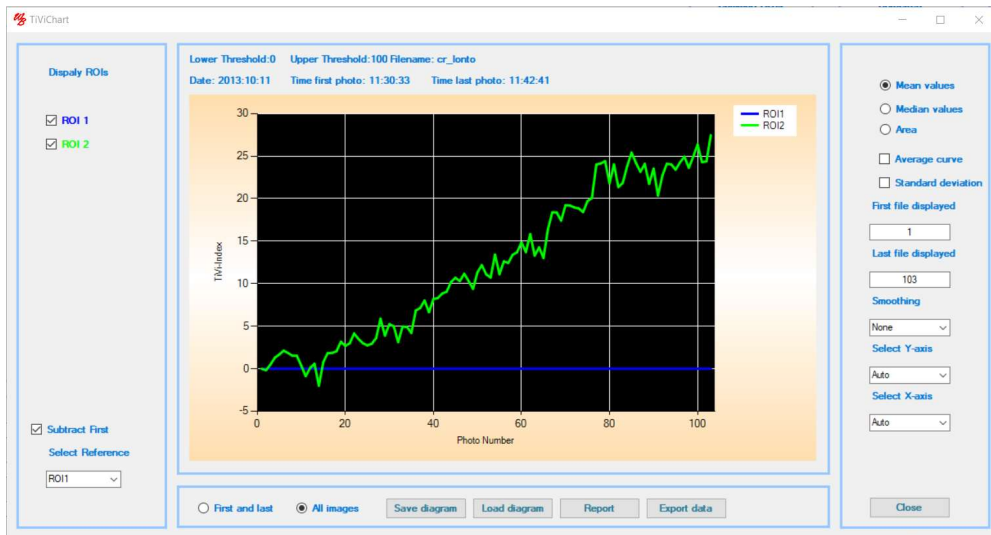 TiViChart
Dispaly ROIs
ROI 1
ROI 2
Subtract First
Select Reference
ROI1
Lower Threshold:0 Upper Threshold:100 Filename: cr_lonto
Date: 2013:10:11 Time first photo: 11:30:33 Time last photo: 11:42:41
ROI1
ROI2
TiVi-Index
30
25
20
15
10
5
0
-5
0 20 40 60 80 100
Photo Number
First and last All images Save diagram Load diagram Report Export data
Mean values
Median values
Area
Average curve
Standard deviation
First file displayed
1
Last file displayed
103
Smoothing
None
Select Y-axis
Auto
Select X-axis
Auto
Close